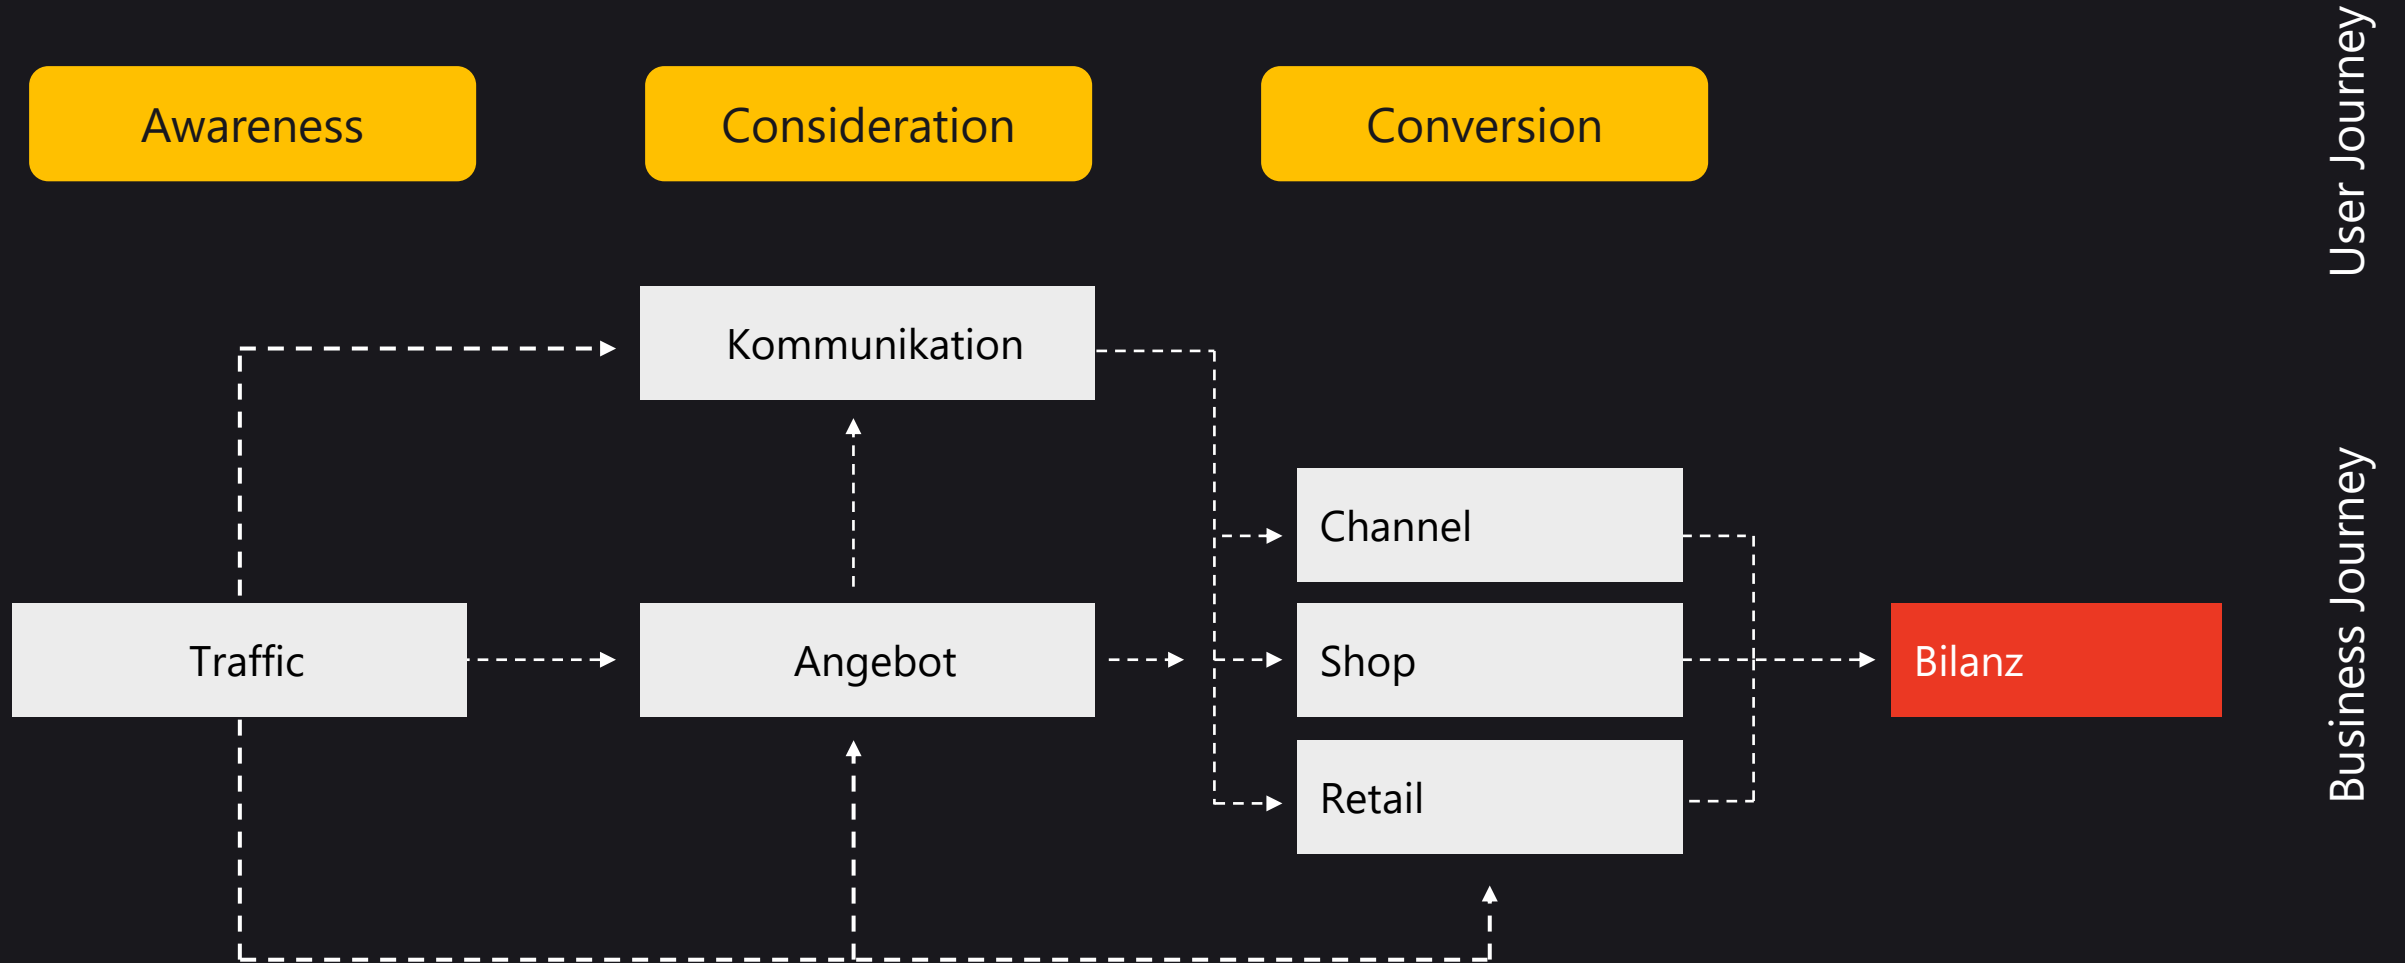 Awareness
Consideration
Conversion
User Journey
Kommunikation
Channel
Traffic
Angebot
Shop
Bilanz
Retail
Business Journey